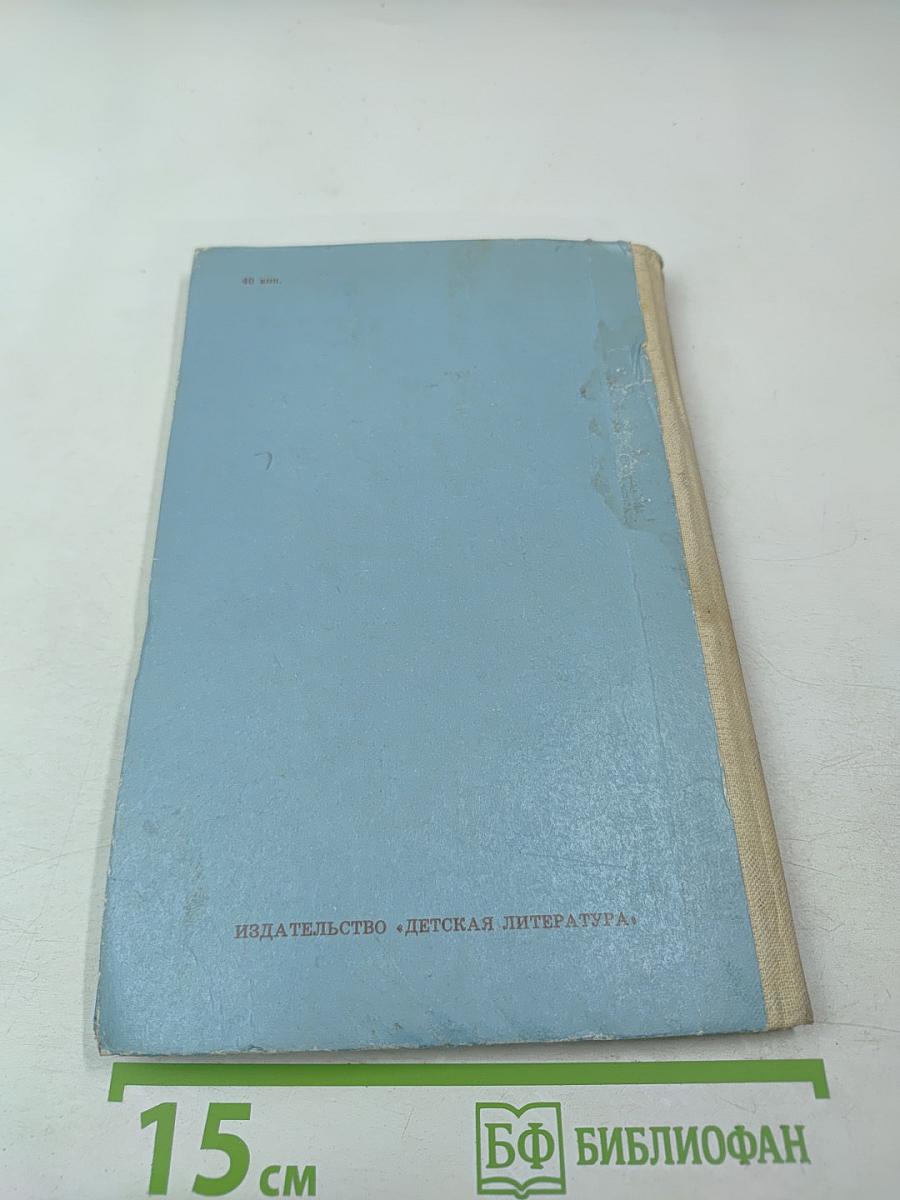 40 коп.
ИЗДАТЕЛЬСТВО «ДЕТСКАЯ ЛИТЕРАТУРА»
15 см
БФ БИБЛИОФАН